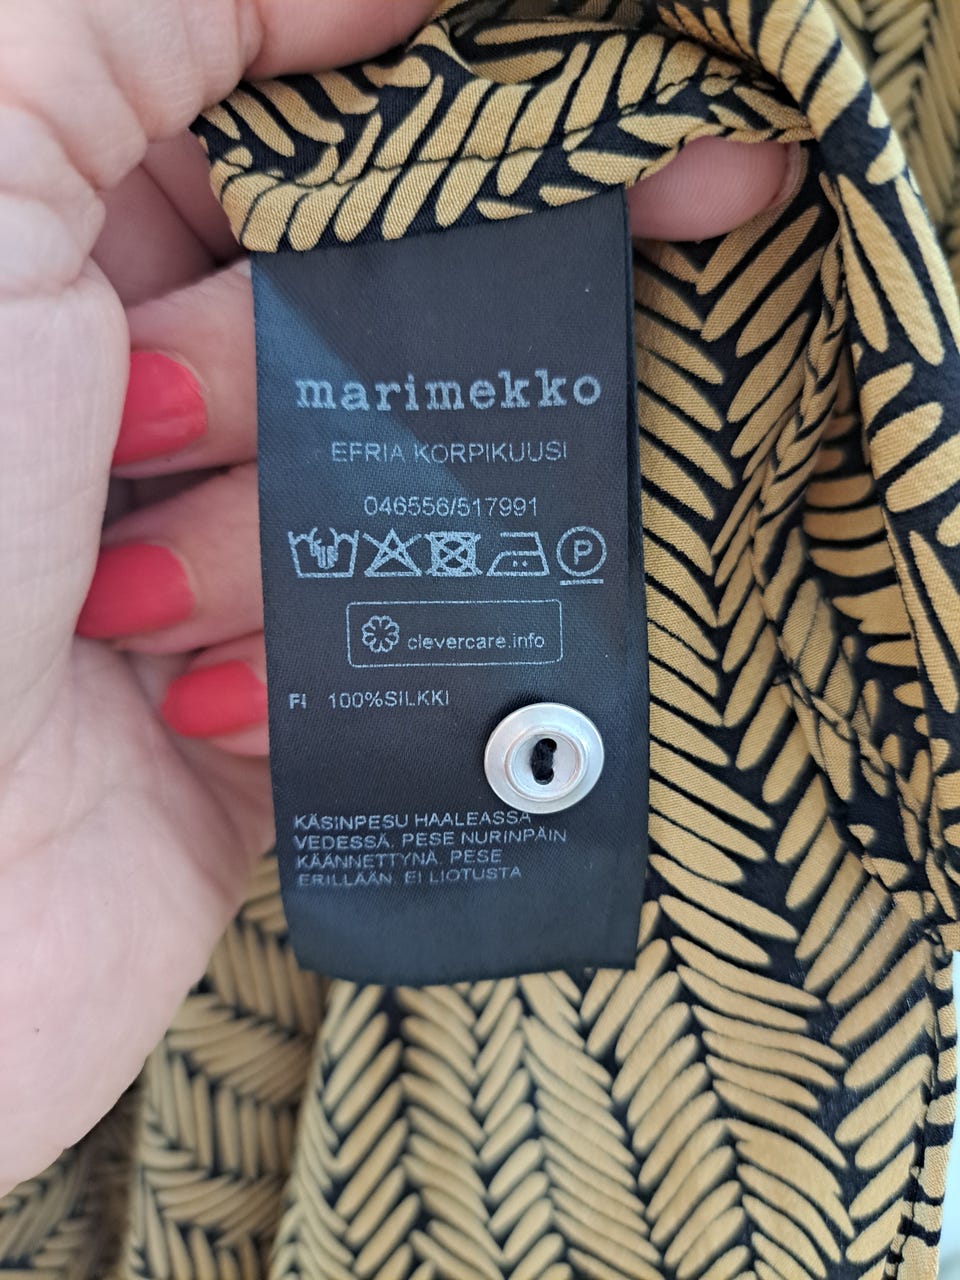 marimekko
EFRIA KORPIKUUSI
046556/517991
P
clevercare.info
FI 100%SILKKI
KÄSINPESU HAALEASSA
VEDESSÄ. PESE NURINPÄIN
KÄÄNNETTYNÄ. PESE
ERILLÄÄN. EI LIOTUSTA